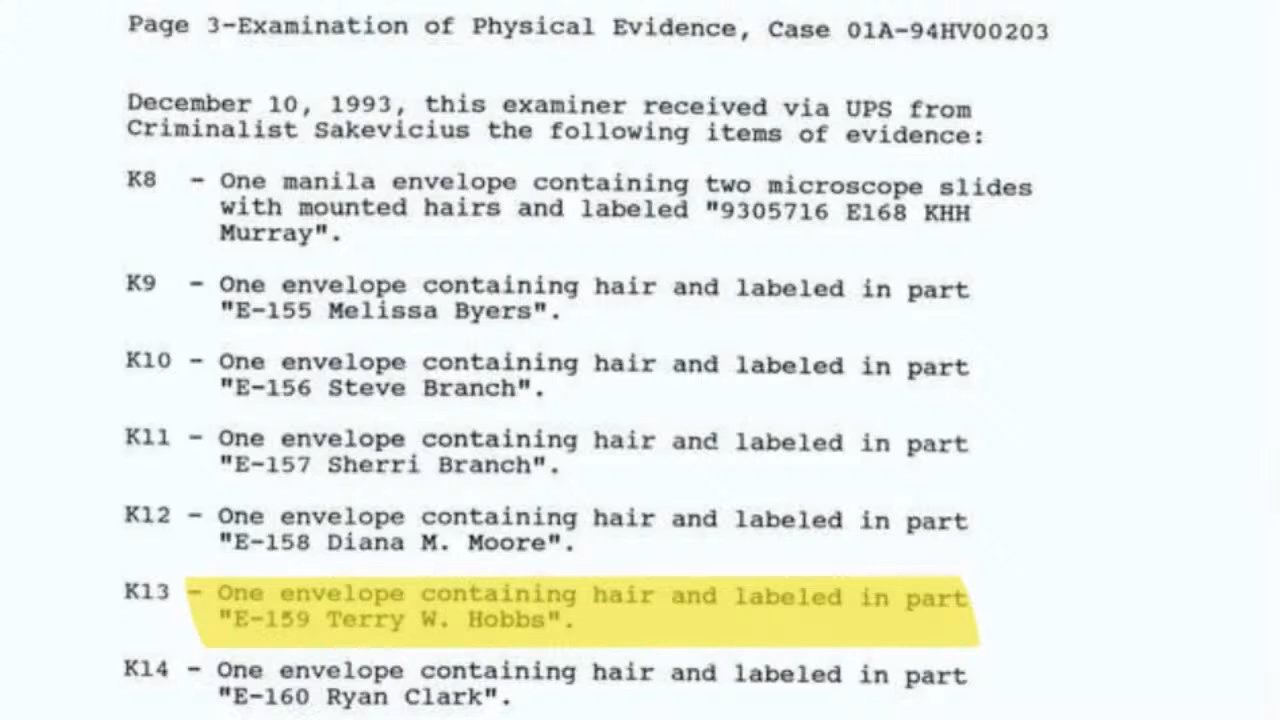 Page 3-Examination of Physical Evidence, Case 01A-94HV00203
December 10, 1993, this examiner received via UPS from
Criminalist Sakevicius the following items of evidence:
K8 - One manila envelope containing two microscope slides
with mounted hairs and labeled "9305716 E168 KHH
Murray".
K9 - One envelope containing hair and labeled in part
"E-155 Melissa Byers".
K10 - One envelope containing hair and labeled in part
"E-156 Steve Branch".
K11 - One envelope containing hair and labeled in part
"E-157 Sherri Branch".
K12 - One envelope containing hair and labeled in part
"E-158 Diana M. Moore".
K13 - One envelope containing hair and labeled in part
"E-159 Terry W. Hobbs".
K14 - One envelope containing hair and labeled in part
"E-160 Ryan Clark".